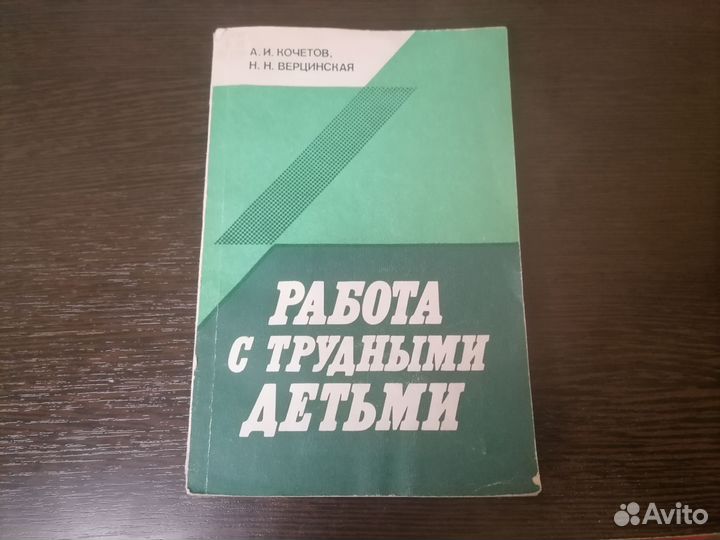 А. И. КОЧЕТОВ,
Н. Н. ВЕРЦИНСКАЯ
РАБОТА
С ТРУДНЫМИ
ДЕТЬМИ
Avito